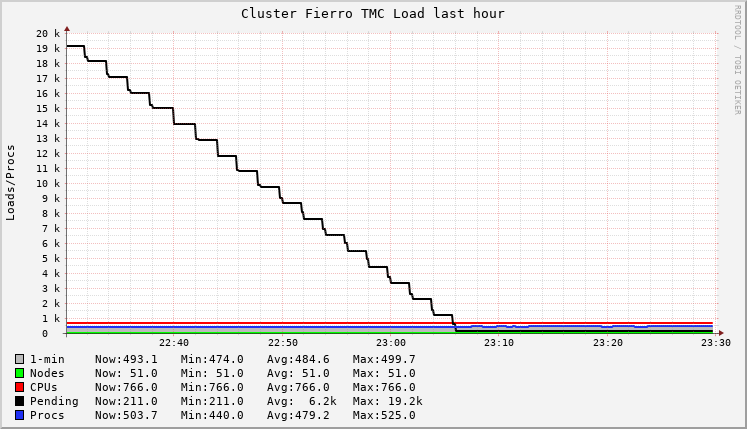 Cluster Fierro TMC Load last hour
RRDTOOL / TOBI OETIKER
Loads/Procs
20 k
19 k
18 k
17 k
16 k
15 k
14 k
13 k
12 k
11 k
10 k
9 k
8 k
7 k
6 k
5 k
4 k
3 k
2 k
1 k
0
22:40 22:50 23:00 23:10 23:20 23:30
1-min Now:493.1 Min:474.0 Avg:484.6 Max:499.7
Nodes Now: 51.0 Min: 51.0 Avg: 51.0 Max: 51.0
CPUs Now:766.0 Min:766.0 Avg:766.0 Max:766.0
Pending Now:211.0 Min:211.0 Avg: 6.2k Max: 19.2k
Procs Now:503.7 Min:440.0 Avg:479.2 Max:525.0